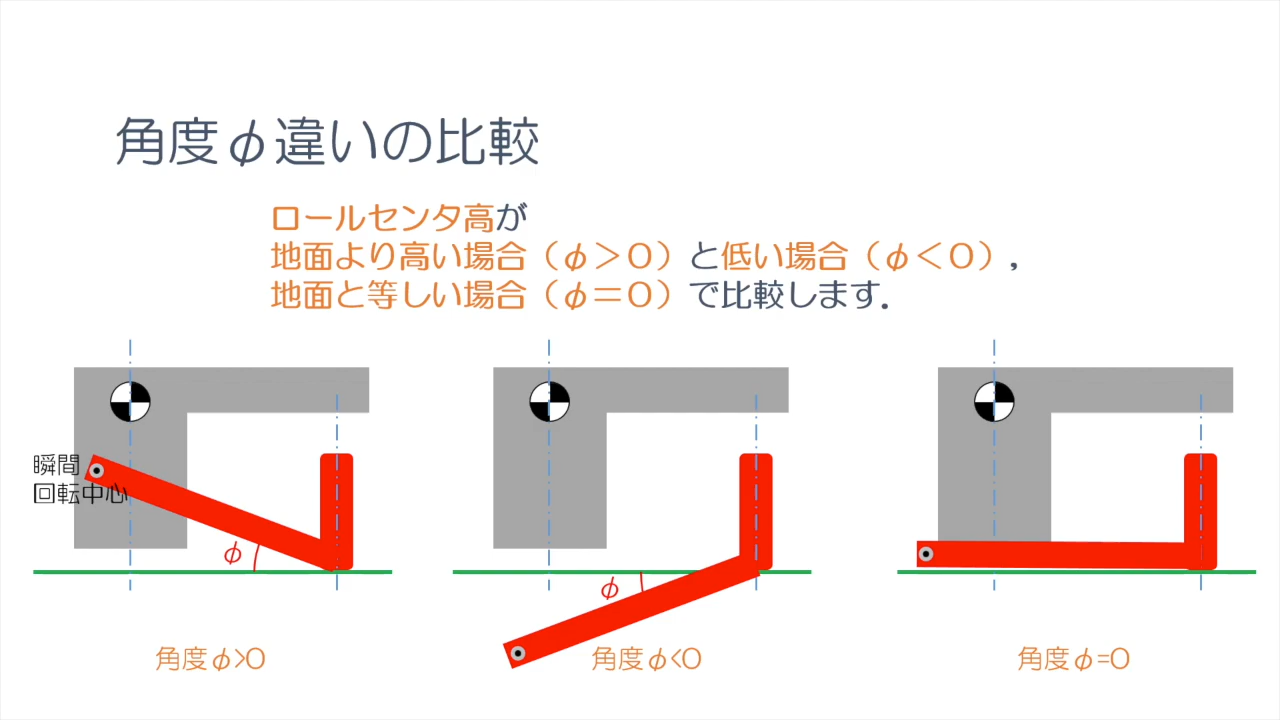 角度φ違いの比較
ロールセンタ高が
地面より高い場合（φ＞０）と低い場合（φ＜０），
地面と等しい場合（φ＝０）で比較します．
瞬間
回転中心
φ
φ
角度φ>0
角度φ<0
角度φ=0